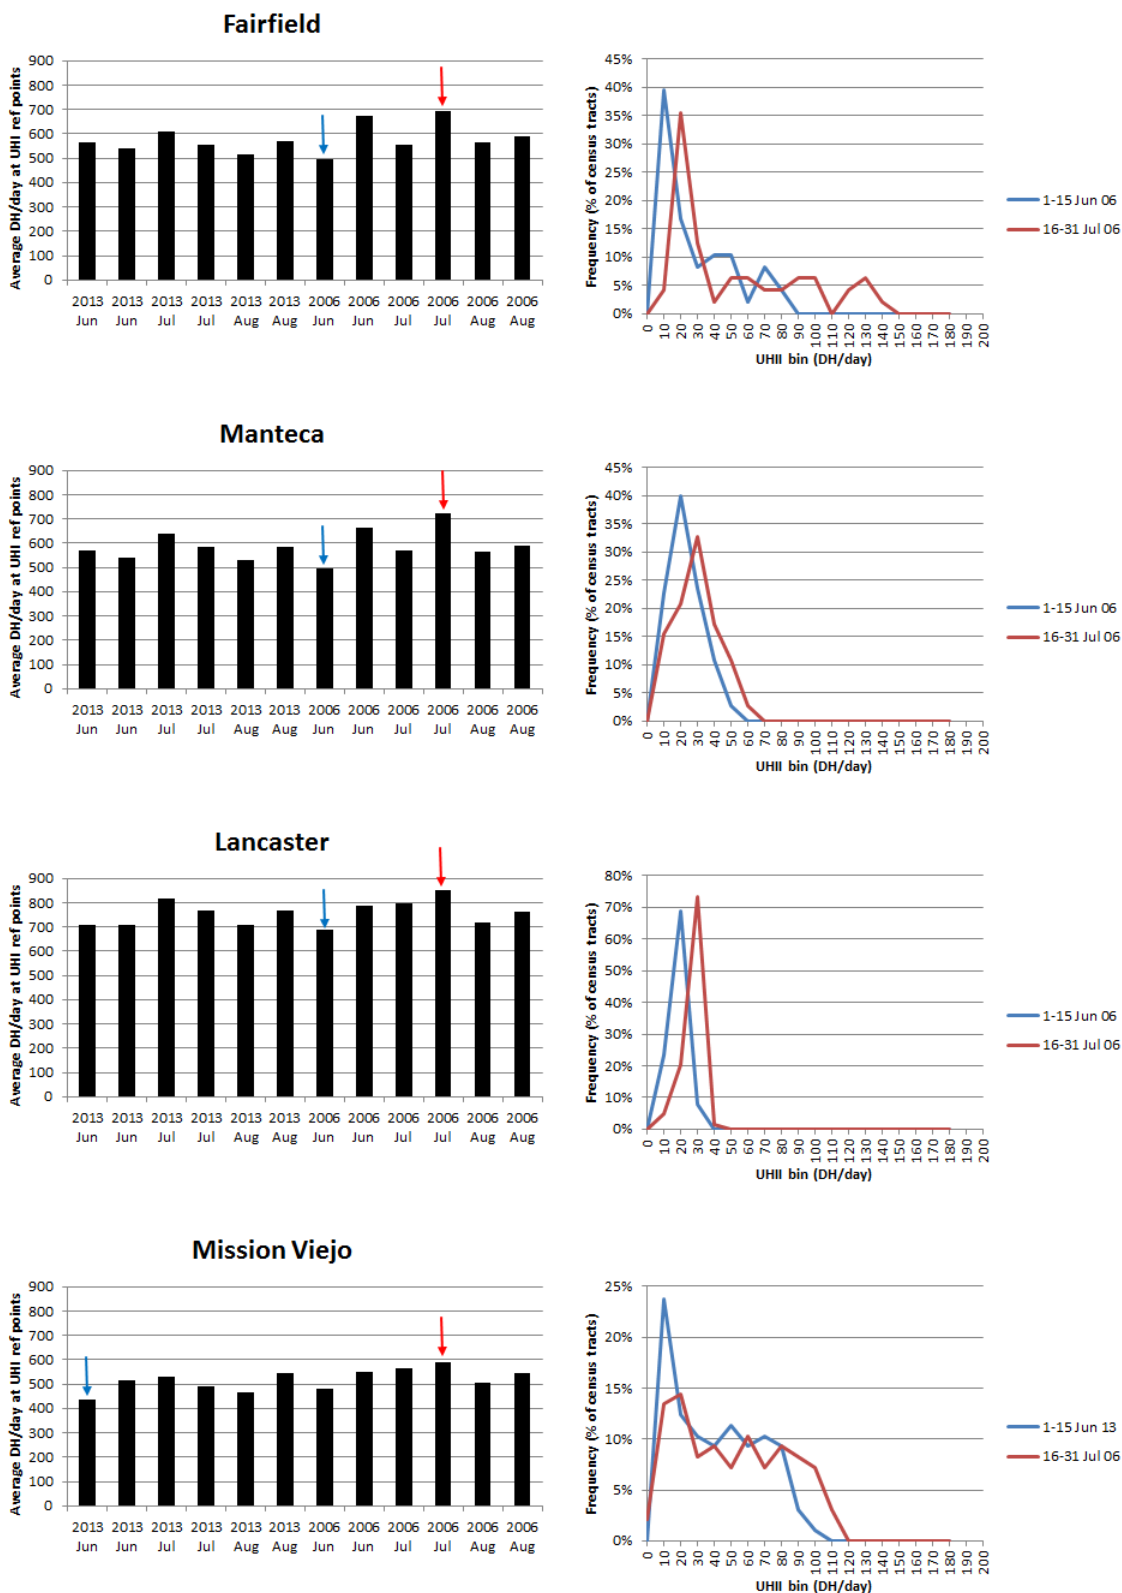 Fairfield
Average DH/day at UHI ref points
900
800
700
600
500
400
300
200
100
0
2013 2013 2013 2013 2013 2013 2006 2006 2006 2006 2006 2006
Jun Jun Jul Jul Aug Aug Jun Jun Jul Jul Aug Aug
Frequency (% of census tracts)
45%
40%
35%
30%
25%
20%
15%
10%
5%
0%
0 10 20 30 40 50 60 70 80 90 100 110 120 130 140 150 160 170 180 190 200
UHII bin (DH/day)
1-15 Jun 06
16-31 Jul 06
Manteca
Average DH/day at UHI ref points
900
800
700
600
500
400
300
200
100
0
2013 2013 2013 2013 2013 2013 2006 2006 2006 2006 2006 2006
Jun Jun Jul Jul Aug Aug Jun Jun Jul Jul Aug Aug
Frequency (% of census tracts)
45%
40%
35%
30%
25%
20%
15%
10%
5%
0%
0 10 20 30 40 50 60 70 80 90 100 110 120 130 140 150 160 170 180 190 200
UHII bin (DH/day)
1-15 Jun 06
16-31 Jul 06
Lancaster
Average DH/day at UHI ref points
900
800
700
600
500
400
300
200
100
0
2013 2013 2013 2013 2013 2013 2006 2006 2006 2006 2006 2006
Jun Jun Jul Jul Aug Aug Jun Jun Jul Jul Aug Aug
Frequency (% of census tracts)
80%
70%
60%
50%
40%
30%
20%
10%
0%
0 10 20 30 40 50 60 70 80 90 100 110 120 130 140 150 160 170 180 190 200
UHII bin (DH/day)
1-15 Jun 06
16-31 Jul 06
Mission Viejo
Average DH/day at UHI ref points
900
800
700
600
500
400
300
200
100
0
2013 2013 2013 2013 2013 2013 2006 2006 2006 2006 2006 2006
Jun Jun Jul Jul Aug Aug Jun Jun Jul Jul Aug Aug
Frequency (% of census tracts)
25%
20%
15%
10%
5%
0%
0 10 20 30 40 50 60 70 80 90 100 110 120 130 140 150 160 170 180 190 200
UHII bin (DH/day)
1-15 Jun 13
16-31 Jul 06